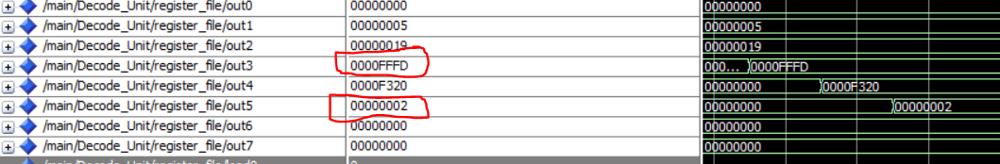 /main/Decode_Unit/register_file/out0 00000000 00000000
/main/Decode_Unit/register_file/out1 00000005 00000005
/main/Decode_Unit/register_file/out2 00000019 00000019
/main/Decode_Unit/register_file/out3 0000FFFD 000... 0000FFFD
/main/Decode_Unit/register_file/out4 0000F320 00000000 0000F320
/main/Decode_Unit/register_file/out5 00000002 00000000 00000002
/main/Decode_Unit/register_file/out6 00000000 00000000
/main/Decode_Unit/register_file/out7 00000000 00000000